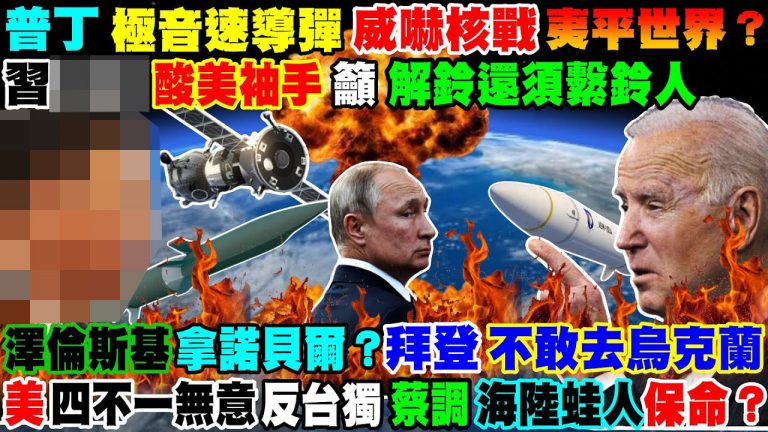 普丁 極音速導彈 威嚇核戰 夷平世界？
習 酸美袖手 籲 解鈴還須繫鈴人
澤倫斯基拿諾貝爾？拜登 不敢去烏克蘭
美四不一無意 反台獨 蔡調 海陸蛙人保命？